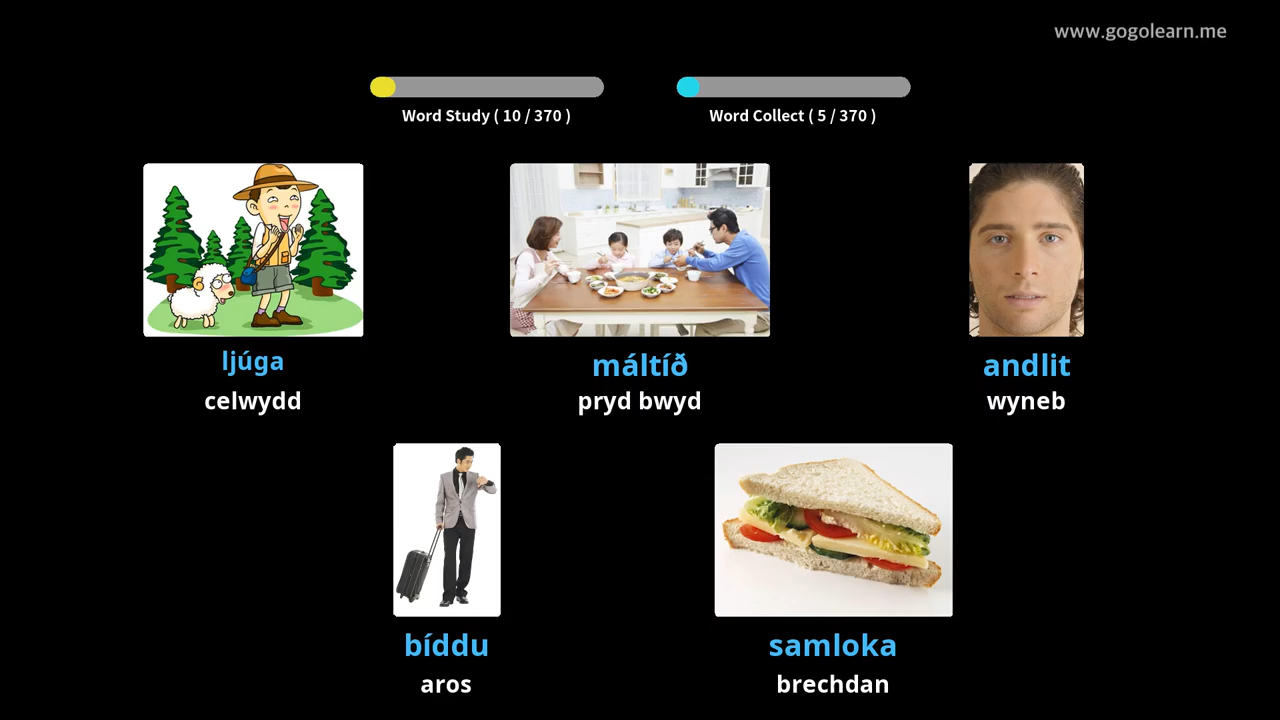 www.gogolearn.me
Word Study ( 10 / 370 )
Word Collect ( 5 / 370 )
ljúga
celwydd
máltíð
pryd bwyd
andlit
wyneb
bíddu
aros
samloka
brechdan